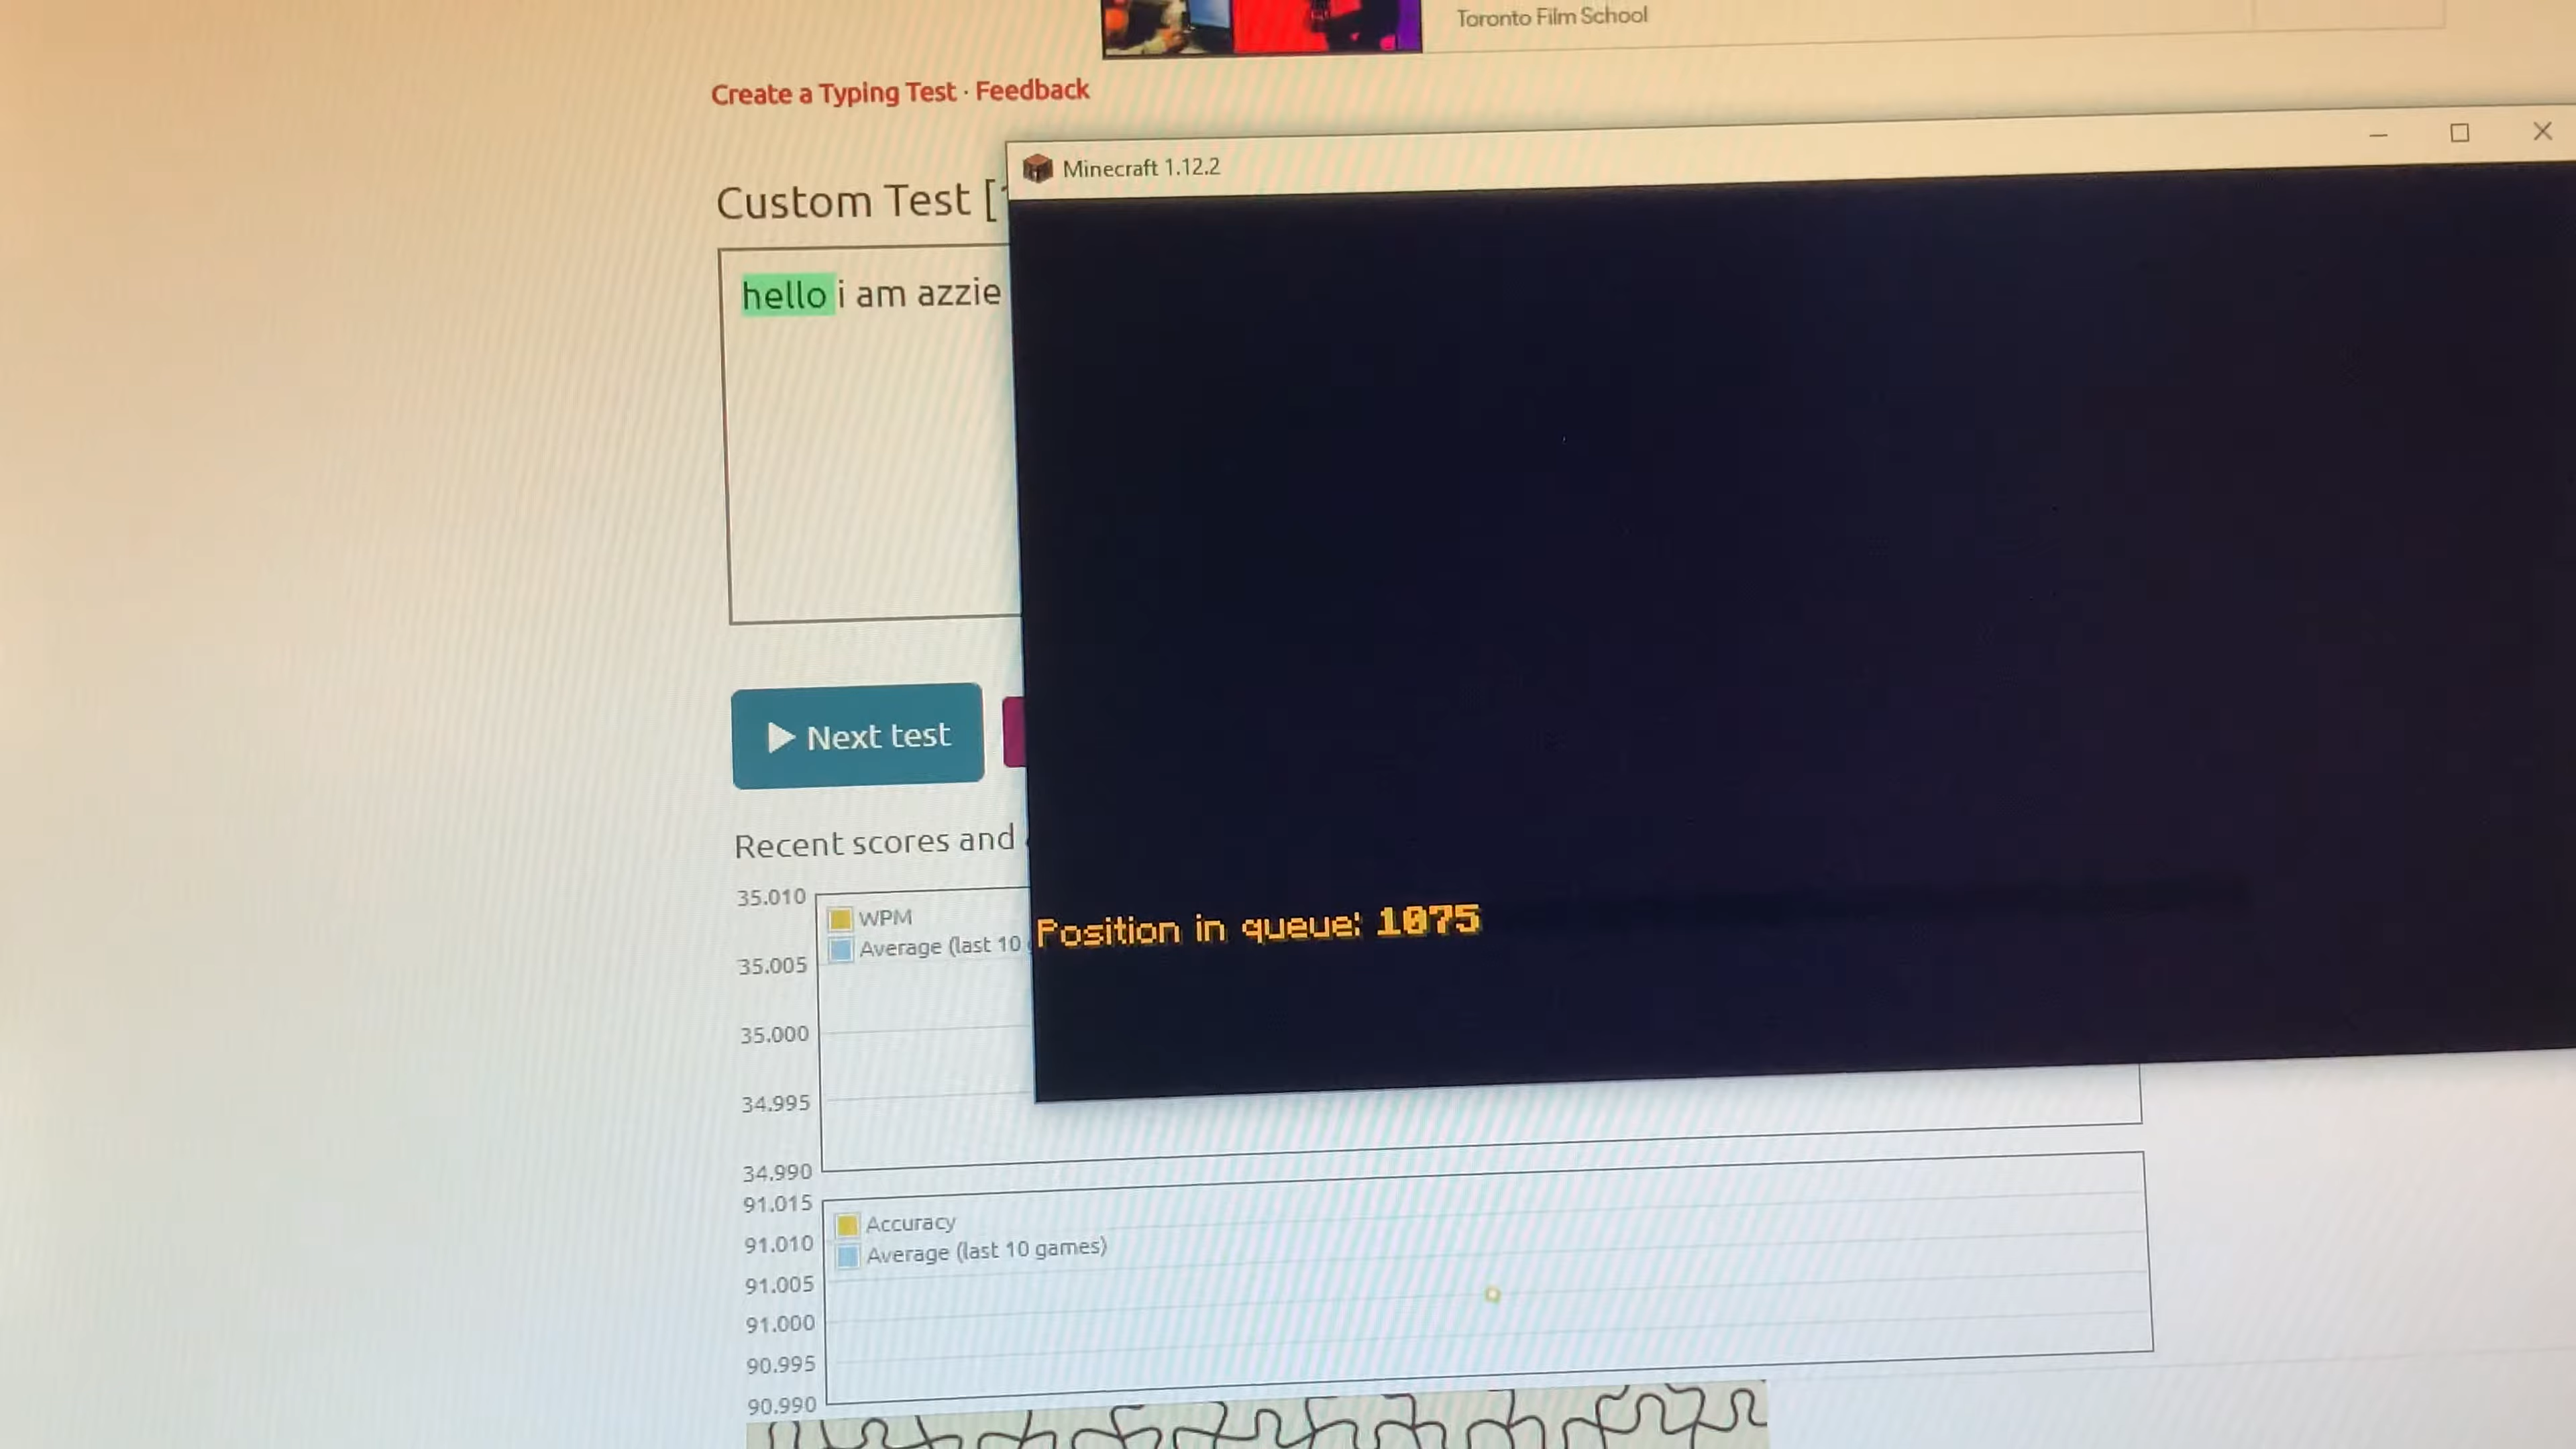 Toronto Film School
Create a Typing Test · Feedback
Minecraft 1.12.2
Custom Test [
hello i am azzie
Next test
Recent scores and
35.010
WPM
Average (last 10
35.005
35.000
34.995
34.990
Position in queue: 1075
91.015
Accuracy
91.010
Average (last 10 games)
91.005
91.000
90.995
90.990